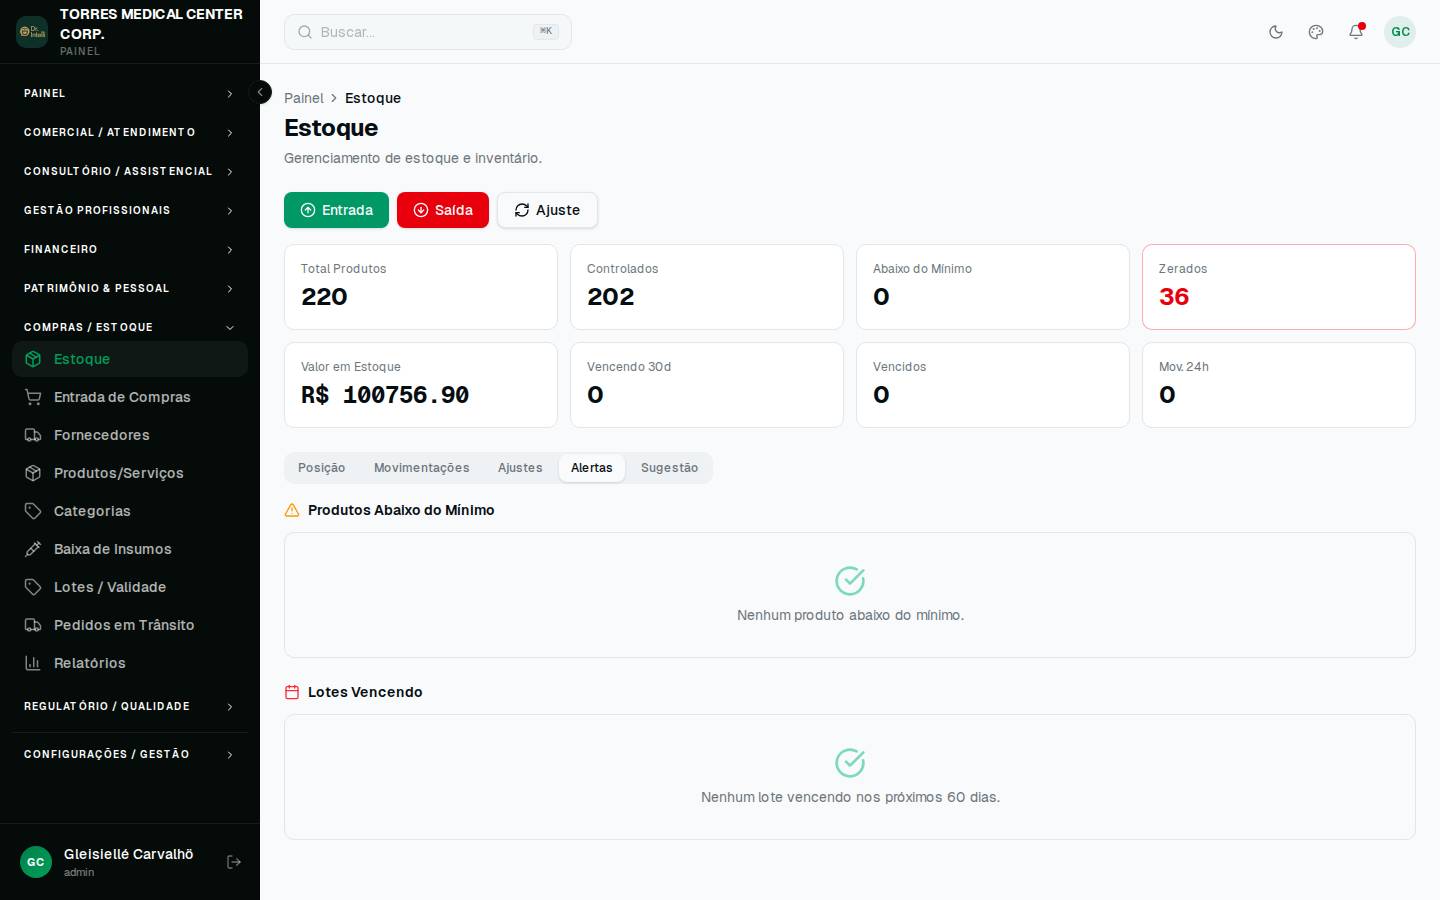 TORRES MEDICAL CENTER
CORP.
PAINEL
Dr.
Intelli
Buscar...
⌘K
GC
PAINEL
COMERCIAL / ATENDIMENTO
CONSULTÓRIO / ASSISTENCIAL
GESTÃO PROFISSIONAIS
FINANCEIRO
PATRIMÔNIO & PESSOAL
COMPRAS / ESTOQUE
Estoque
Entrada de Compras
Fornecedores
Produtos/Serviços
Categorias
Baixa de Insumos
Lotes / Validade
Pedidos em Trânsito
Relatórios
REGULATÓRIO / QUALIDADE
CONFIGURAÇÕES / GESTÃO
GC
Gleisiellé Carvalhö
admin
Painel > Estoque
Estoque
Gerenciamento de estoque e inventário.
Entrada
Saída
Ajuste
Total Produtos
220
Controlados
202
Abaixo do Mínimo
0
Zerados
36
Valor em Estoque
R$ 100756.90
Vencendo 30d
0
Vencidos
0
Mov. 24h
0
Posição
Movimentações
Ajustes
Alertas
Sugestão
Produtos Abaixo do Mínimo
Nenhum produto abaixo do mínimo.
Lotes Vencendo
Nenhum lote vencendo nos próximos 60 dias.